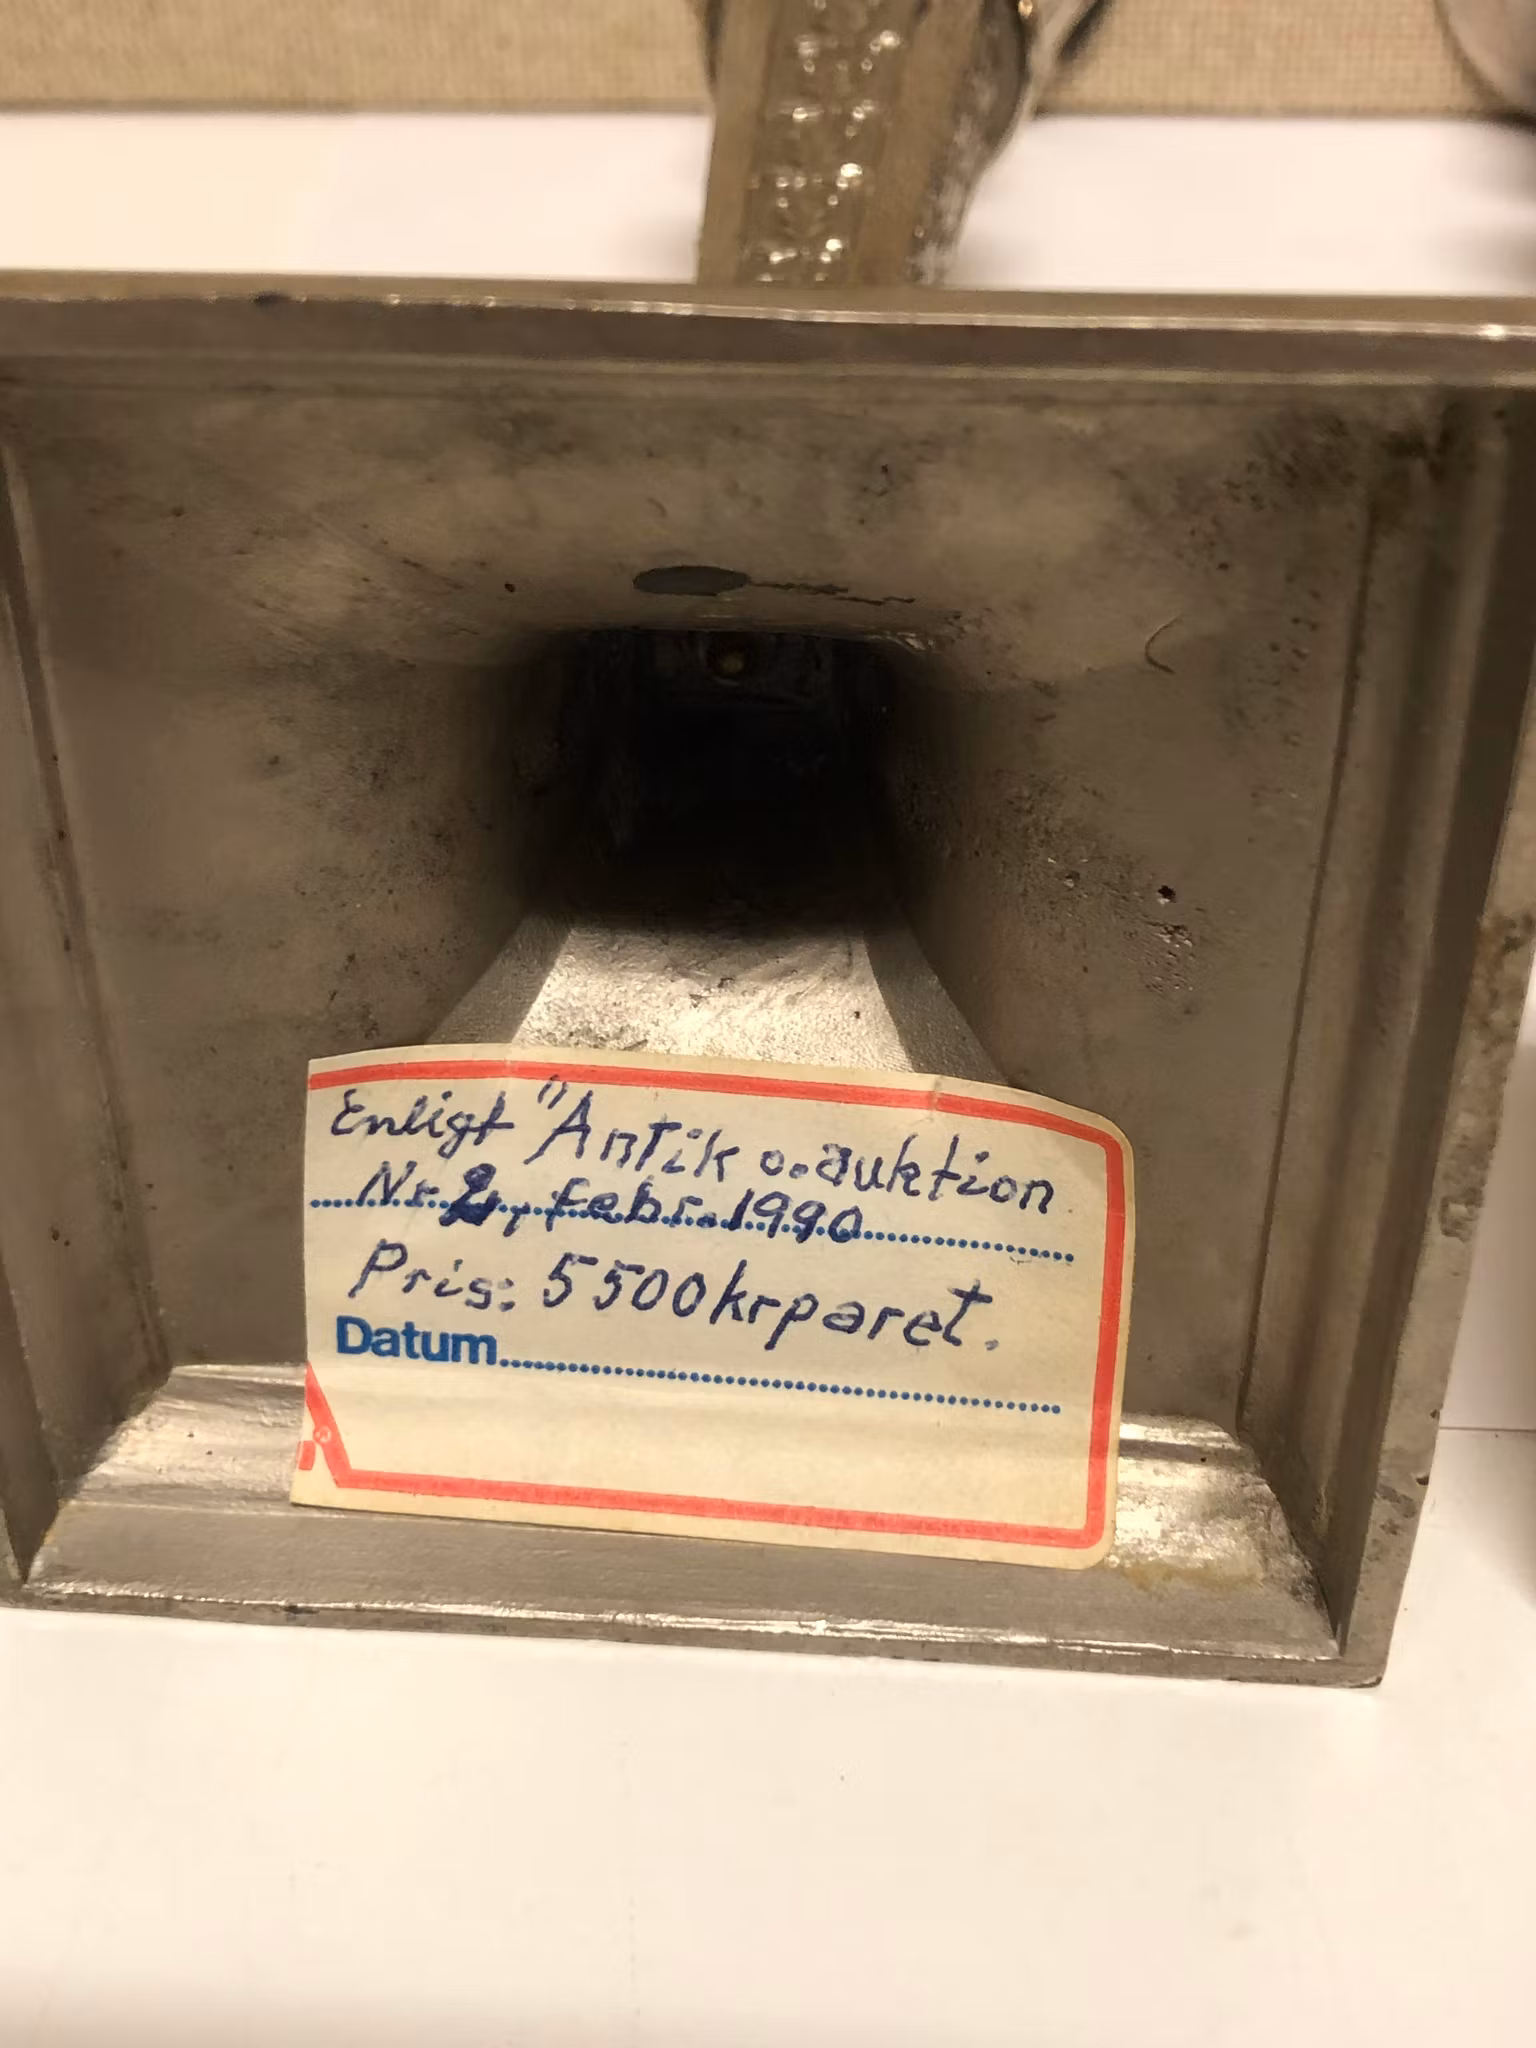 Enligt "Antik o. auktion
Nr. 2, febr. 1990
Pris: 5500 kr paret.
Datum